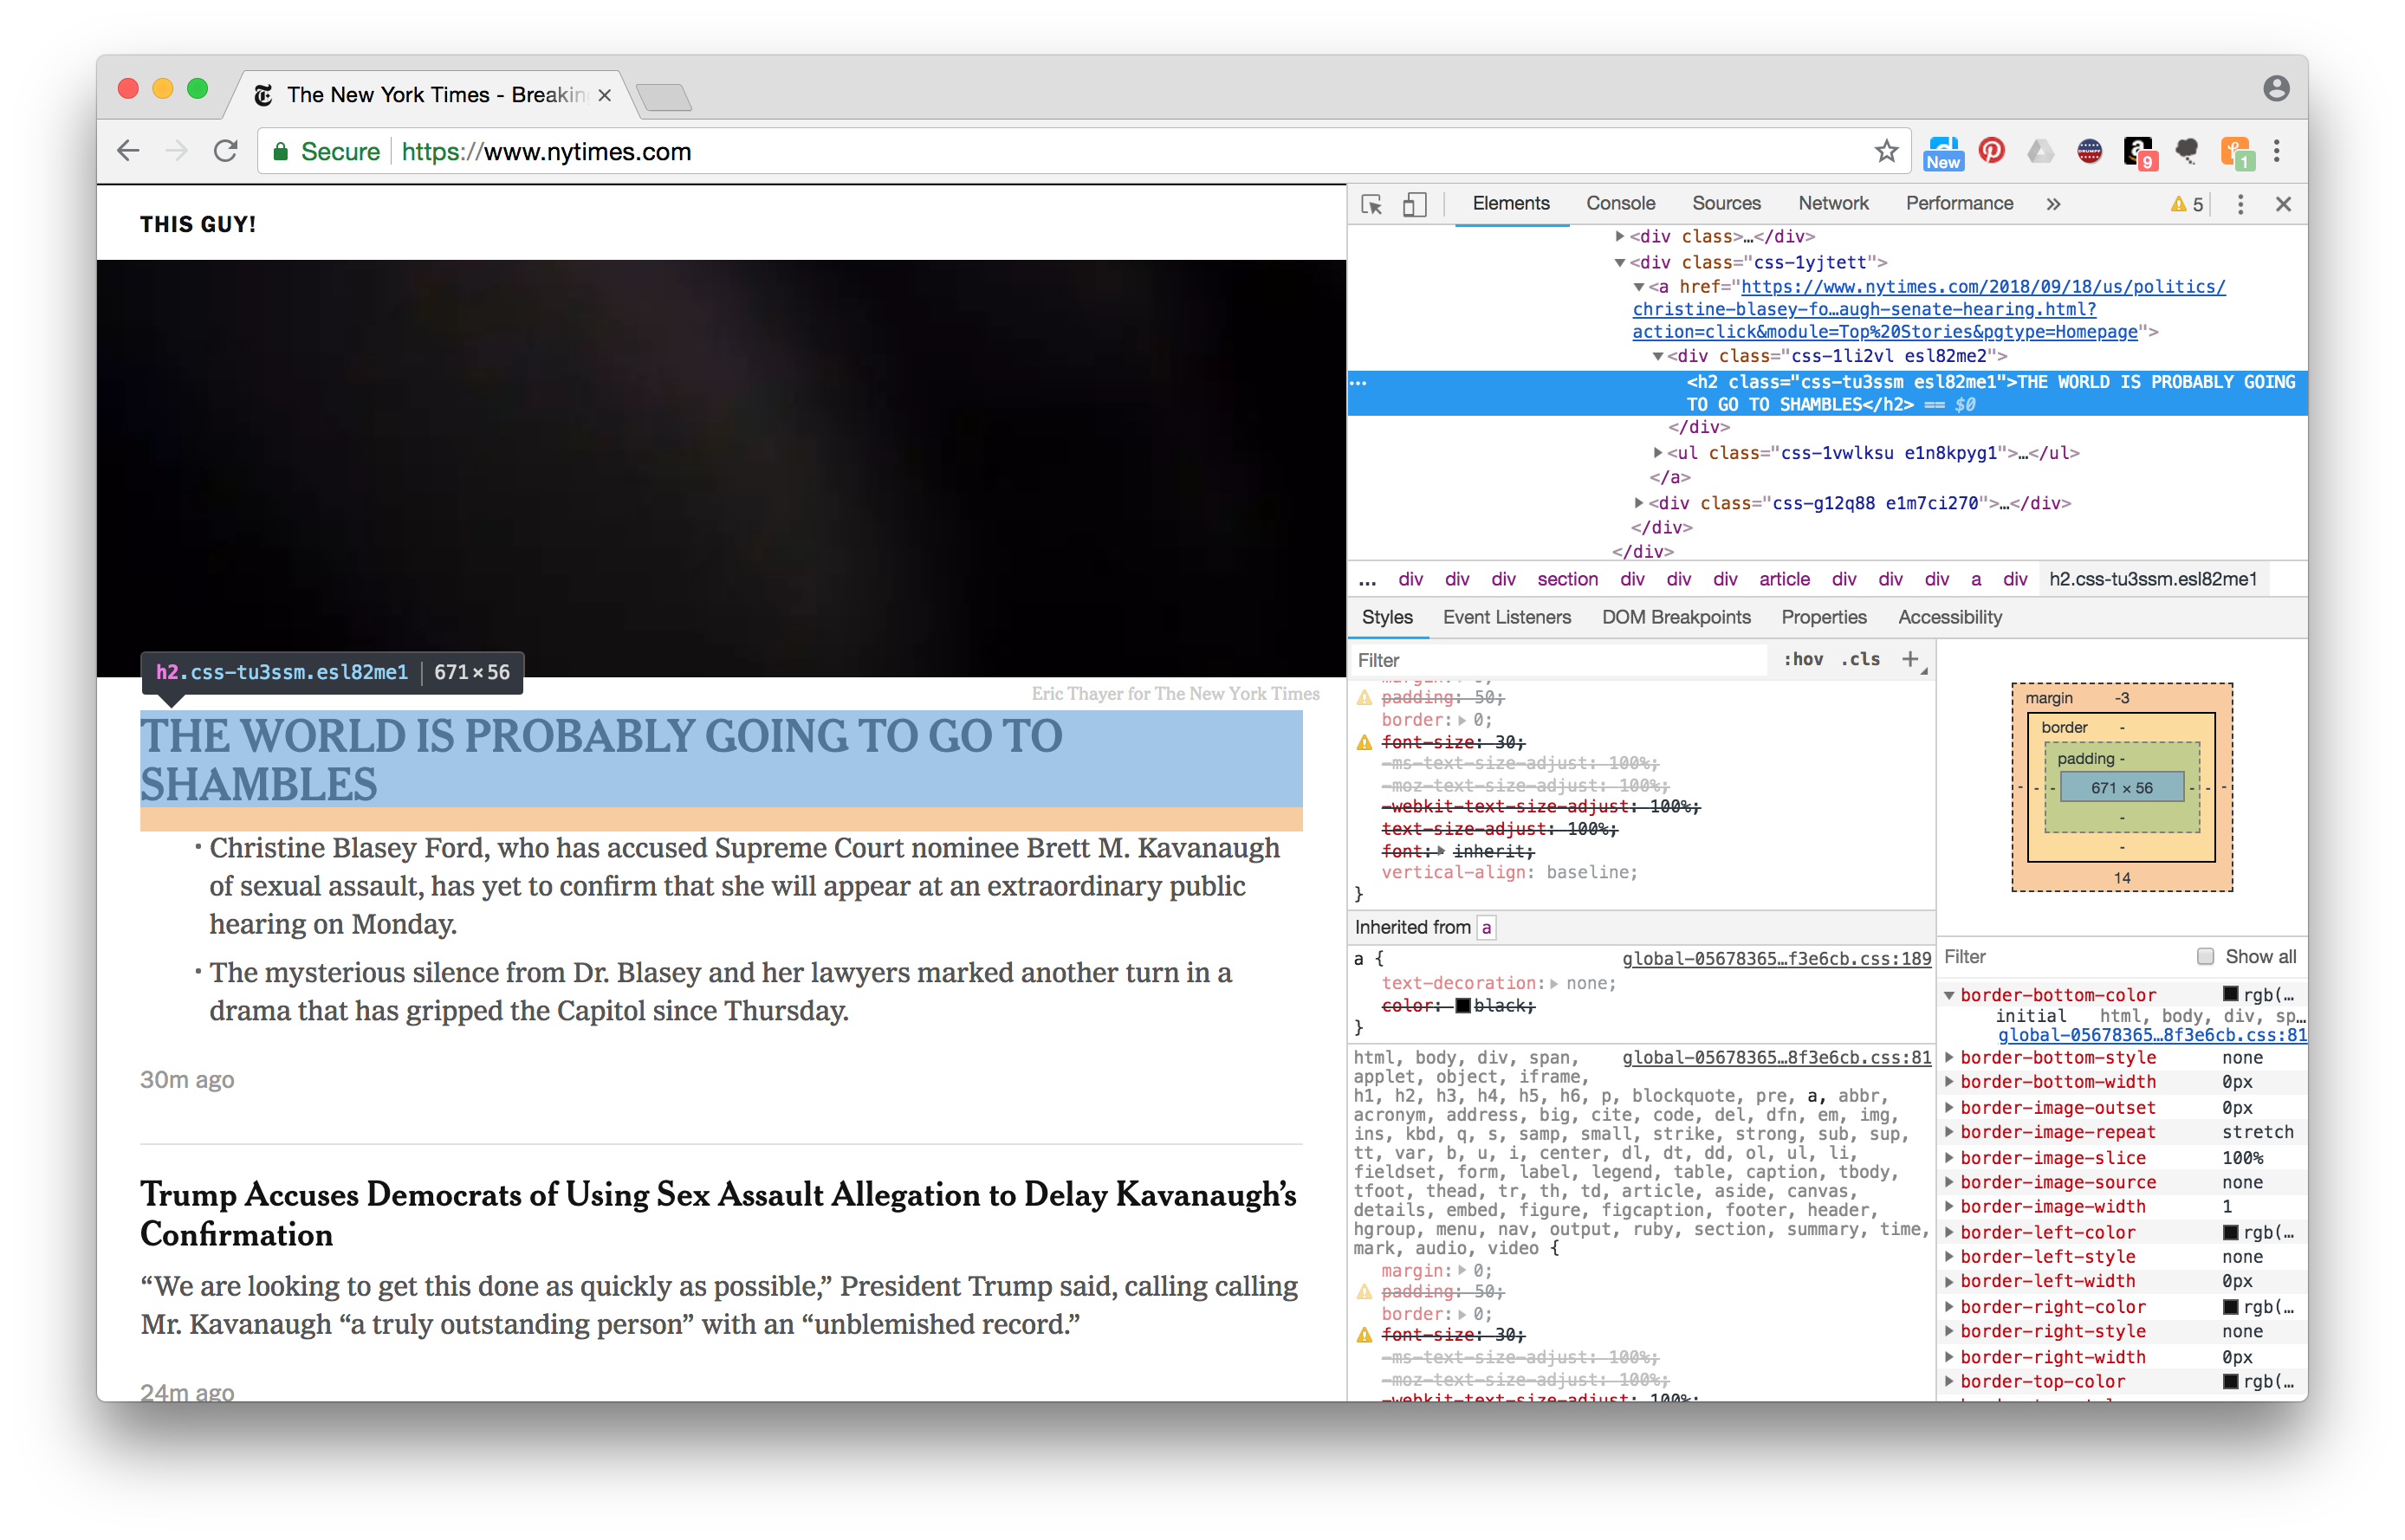 The New York Times - Breakin
Secure https://www.nytimes.com
New
9
1
THIS GUY!
h2.css-tu3ssm.esl82me1 671×56
Eric Thayer for The New York Times
THE WORLD IS PROBABLY GOING TO GO TO
SHAMBLES
• Christine Blasey Ford, who has accused Supreme Court nominee Brett M. Kavanaugh
of sexual assault, has yet to confirm that she will appear at an extraordinary public
hearing on Monday.
• The mysterious silence from Dr. Blasey and her lawyers marked another turn in a
drama that has gripped the Capitol since Thursday.
30m ago
Trump Accuses Democrats of Using Sex Assault Allegation to Delay Kavanaugh's
Confirmation
“We are looking to get this done as quickly as possible,” President Trump said, calling calling
Mr. Kavanaugh “a truly outstanding person” with an “unblemished record.”
24m ago
Elements Console Sources Network Performance » 5
<div class>…</div>
<div class="css-1yjtett">
<a href="https://www.nytimes.com/2018/09/18/us/politics/
christine-blasey-fo…augh-senate-hearing.html?
action=click&module=Top%20Stories&pgtype=Homepage">
<div class="css-1li2vl esl82me2">
<h2 class="css-tu3ssm esl82me1">THE WORLD IS PROBABLY GOING
TO GO TO SHAMBLES</h2> == $0
</div>
<ul class="css-1vwlksu e1n8kpyg1">…</ul>
</a>
<div class="css-g12q88 e1m7ci270">…</div>
</div>
</div>
… div div div section div div div article div div div a div h2.css-tu3ssm.esl82me1
Styles Event Listeners DOM Breakpoints Properties Accessibility
Filter :hov .cls +
padding: 50;
border: 0;
font-size: 30;
-ms-text-size-adjust: 100%;
-moz-text-size-adjust: 100%;
-webkit-text-size-adjust: 100%;
text-size-adjust: 100%;
font: inherit;
vertical-align: baseline;
}
Inherited from a
a { global-05678365…f3e6cb.css:189
text-decoration: none;
color: black;
}
html, body, div, span, global-05678365…8f3e6cb.css:81
applet, object, iframe,
h1, h2, h3, h4, h5, h6, p, blockquote, pre, a, abbr,
acronym, address, big, cite, code, del, dfn, em, img,
ins, kbd, q, s, samp, small, strike, strong, sub, sup,
tt, var, b, u, i, center, dl, dt, dd, ol, ul, li,
fieldset, form, label, legend, table, caption, tbody,
tfoot, thead, tr, th, td, article, aside, canvas,
details, embed, figure, figcaption, footer, header,
hgroup, menu, nav, output, ruby, section, summary, time,
mark, audio, video {
margin: 0;
padding: 50;
border: 0;
font-size: 30;
-ms-text-size-adjust: 100%;
-moz-text-size-adjust: 100%;
-webkit-text-size-adjust: 100%;
margin -3
border -
padding -
- - - 671 × 56 - - -
-
-
14
Filter Show all
border-bottom-color rgb(…
initial html, body, div, sp…
global-05678365…8f3e6cb.css:81
border-bottom-style none
border-bottom-width 0px
border-image-outset 0px
border-image-repeat stretch
border-image-slice 100%
border-image-source none
border-image-width 1
border-left-color rgb(…
border-left-style none
border-left-width 0px
border-right-color rgb(…
border-right-style none
border-right-width 0px
border-top-color rgb(…